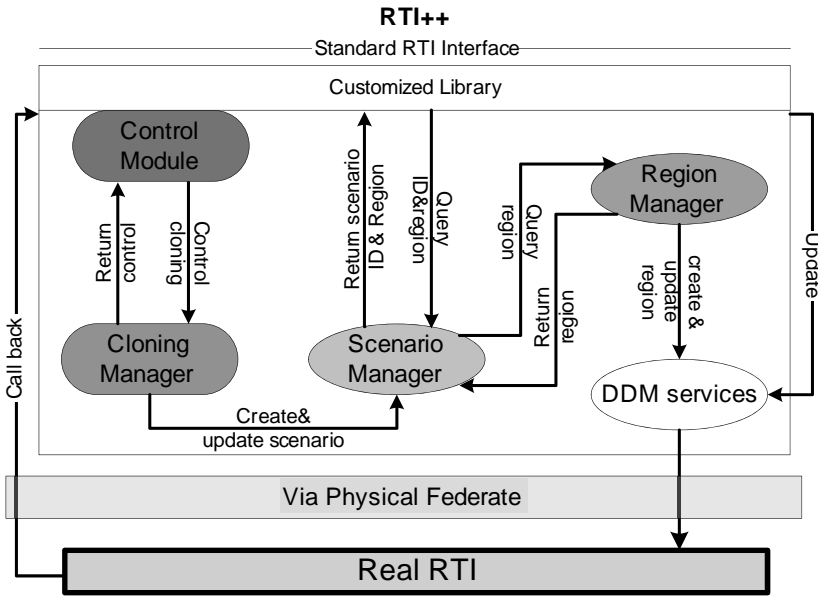 RTI++
Standard RTI Interface
Customized Library
Control
Module
Return
control
Control
cloning
Cloning
Manager
Return scenario
ID & Region
Query
ID&region
Scenario
Manager
Query
region
Return
region
Region
Manager
create &
update
region
DDM services
Update
Call back
Create&
update scenario
Via Physical Federate
Real RTI